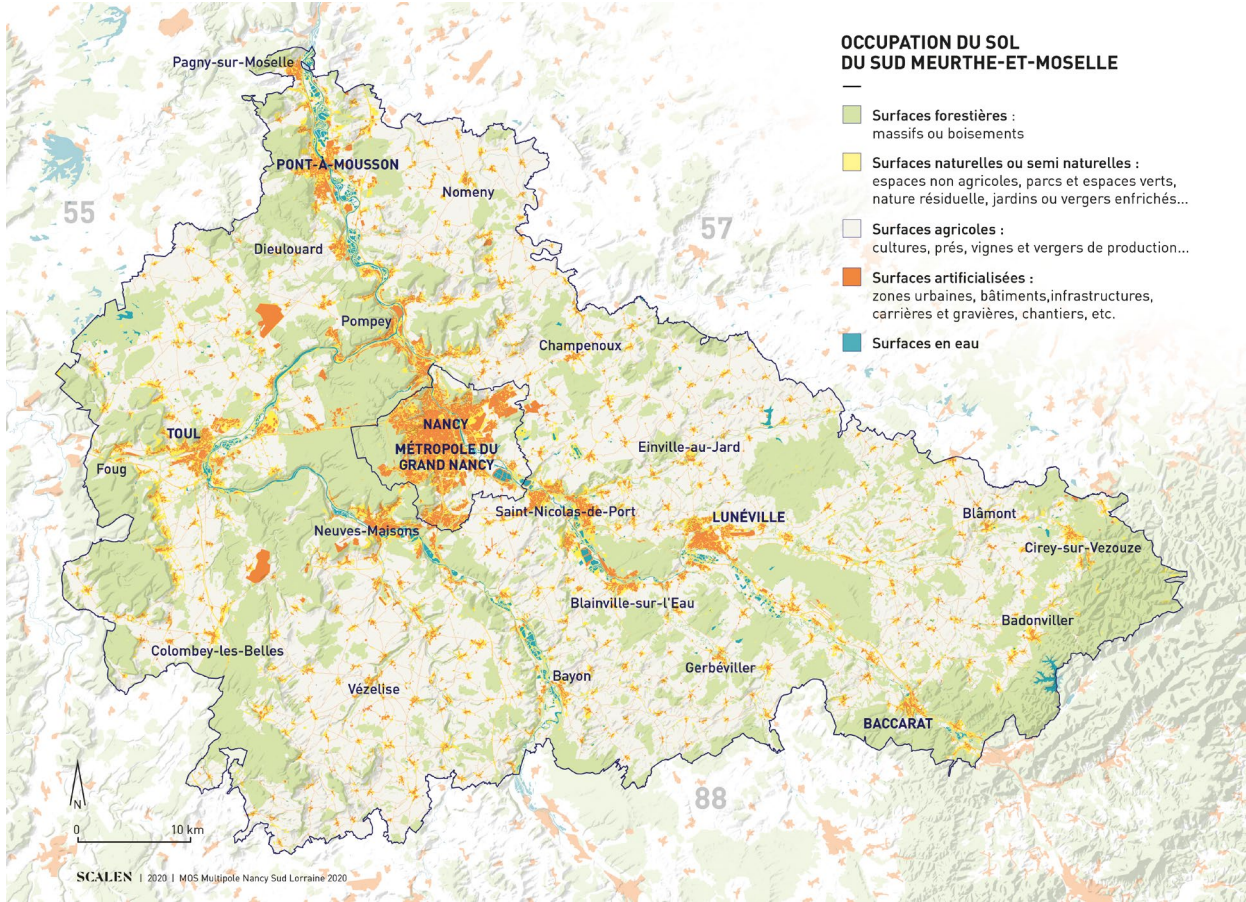 OCCUPATION DU SOL
DU SUD MEURTHE-ET-MOSELLE
Surfaces forestières :
massifs ou boisements
Surfaces naturelles ou semi naturelles :
espaces non agricoles, parcs et espaces verts,
nature résiduelle, jardins ou vergers enfrichés...
Surfaces agricoles :
cultures, prés, vignes et vergers de production...
Surfaces artificialisées :
zones urbaines, bâtiments,infrastructures,
carrières et gravières, chantiers, etc.
Surfaces en eau
Pagny-sur-Moselle
PONT-À-MOUSSON
Nomeny
55
57
Dieulouard
Pompey
Champenoux
NANCY
TOUL
MÉTROPOLE DU
GRAND NANCY
Einville-au-Jard
Foug
Saint-Nicolas-de-Port
LUNÉVILLE
Blâmont
Neuves-Maisons
Cirey-sur-Vezouze
Blainville-sur-l'Eau
Badonviller
Colombey-les-Belles
Gerbéviller
Bayon
Vézelise
BACCARAT
88
N
0 10 km
SCALEN | 2020 | MOS Multipole Nancy Sud Lorraine 2020